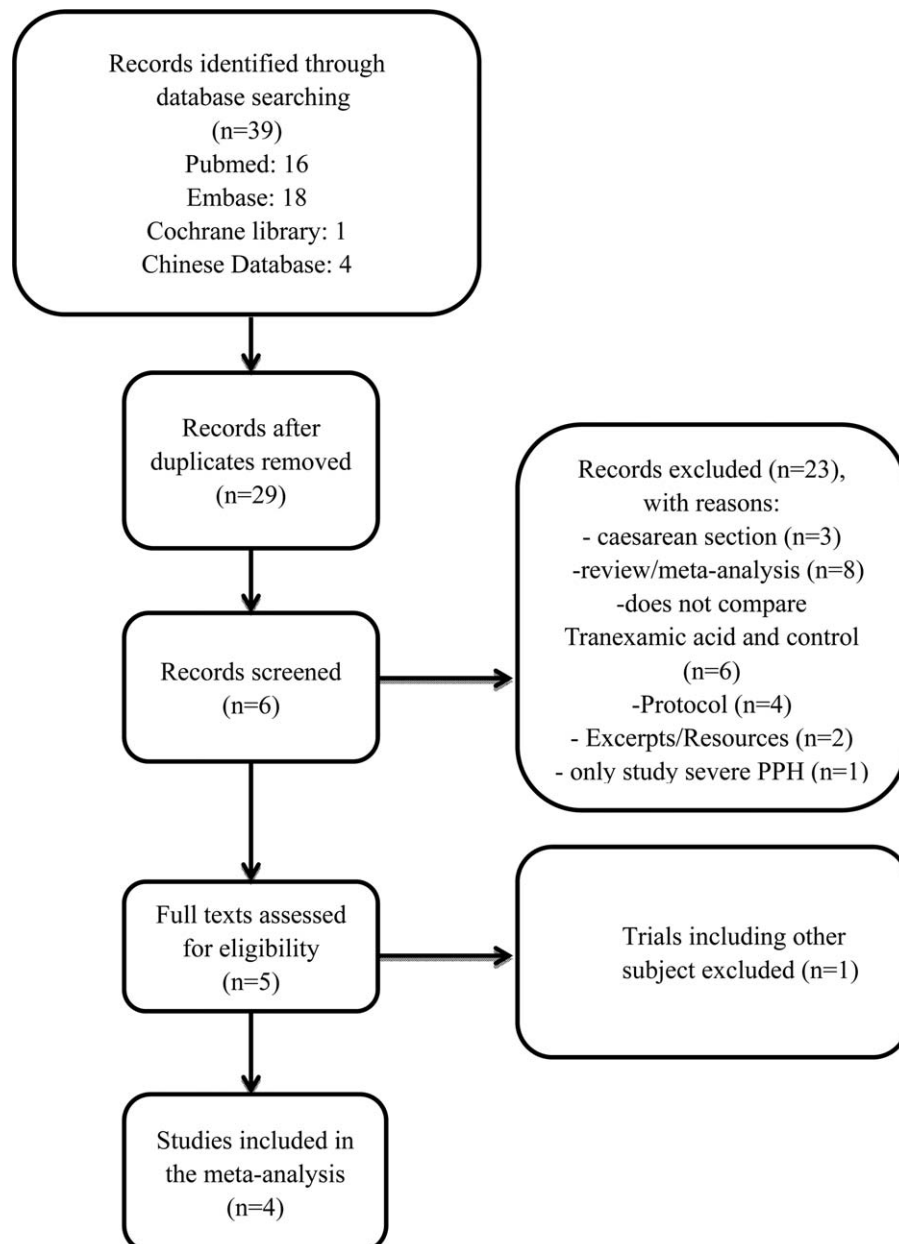 Records identified through
database searching
(n=39)
Pubmed: 16
Embase: 18
Cochrane library: 1
Chinese Database: 4
Records after
duplicates removed
(n=29)
Records screened
(n=6)
Records excluded (n=23),
with reasons:
- caesarean section (n=3)
-review/meta-analysis (n=8)
-does not compare
Tranexamic acid and control
(n=6)
-Protocol (n=4)
- Excerpts/Resources (n=2)
- only study severe PPH (n=1)
Full texts assessed
for eligibility
(n=5)
Trials including other
subject excluded (n=1)
Studies included in
the meta-analysis
(n=4)